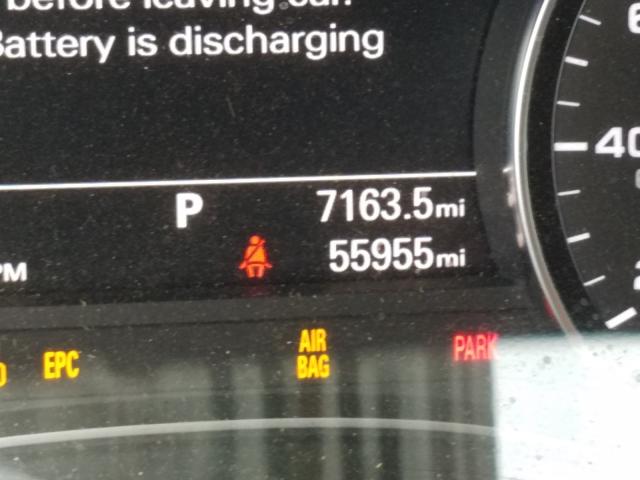 before leaving car.
Battery is discharging
P 7163.5mi
55955mi
EPC
AIR
BAG
PARK
40